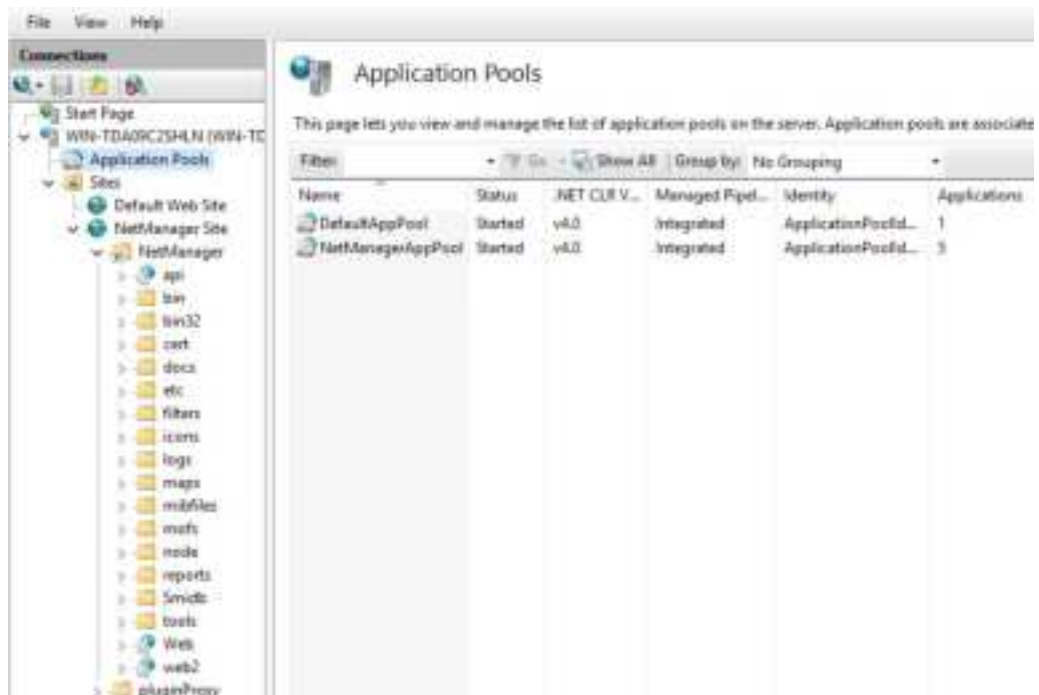 File View Help
Connections
Start Page
WIN-TDA09C2SHLN (WIN-TD
Application Pools
Sites
Default Web Site
NetManager Site
NetManager
api
bin
bin32
cert
docs
etc
filters
icons
logs
maps
mibfiles
mofs
node
reports
Smidb
tools
Web
web2
pluginProxy
Application Pools
This page lets you view and manage the list of application pools on the server. Application pools are associate
Filter: Go Show All Group by: No Grouping
Name Status .NET CLR V... Managed Pipel... Identity Applications
DefaultAppPool Started v4.0 Integrated ApplicationPoolId... 1
NetManagerAppPool Started v4.0 Integrated ApplicationPoolId...